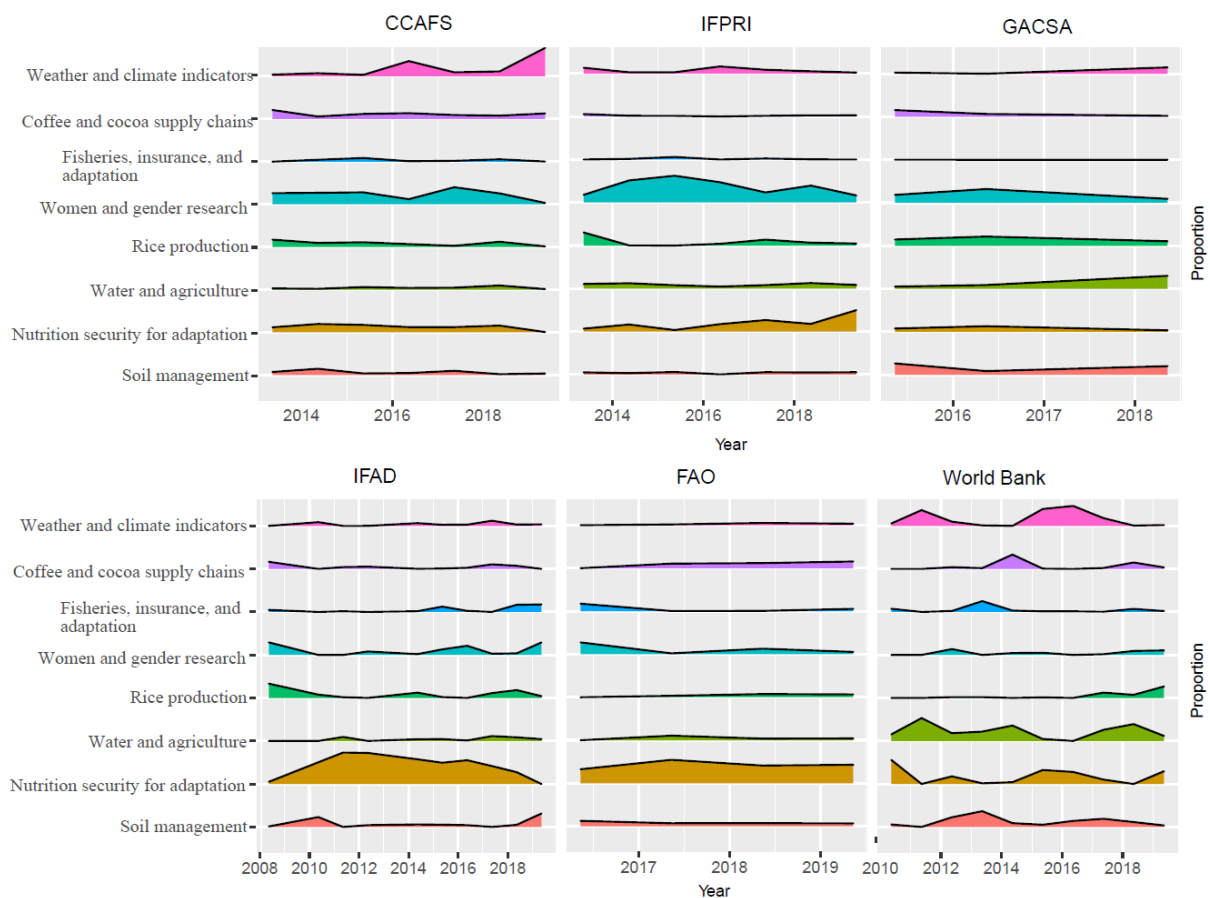 CCAFS
IFPRI
GACSA
Weather and climate indicators
Coffee and cocoa supply chains
Fisheries, insurance, and
adaptation
Women and gender research
Rice production
Water and agriculture
Nutrition security for adaptation
Soil management
Proportion
2014 2016 2018
2014 2016 2018
2016 2017 2018
Year
IFAD
FAO
World Bank
Weather and climate indicators
Coffee and cocoa supply chains
Fisheries, insurance, and
adaptation
Women and gender research
Rice production
Water and agriculture
Nutrition security for adaptation
Soil management
Proportion
2008 2010 2012 2014 2016 2018
2017 2018 2019
2010 2012 2014 2016 2018
Year